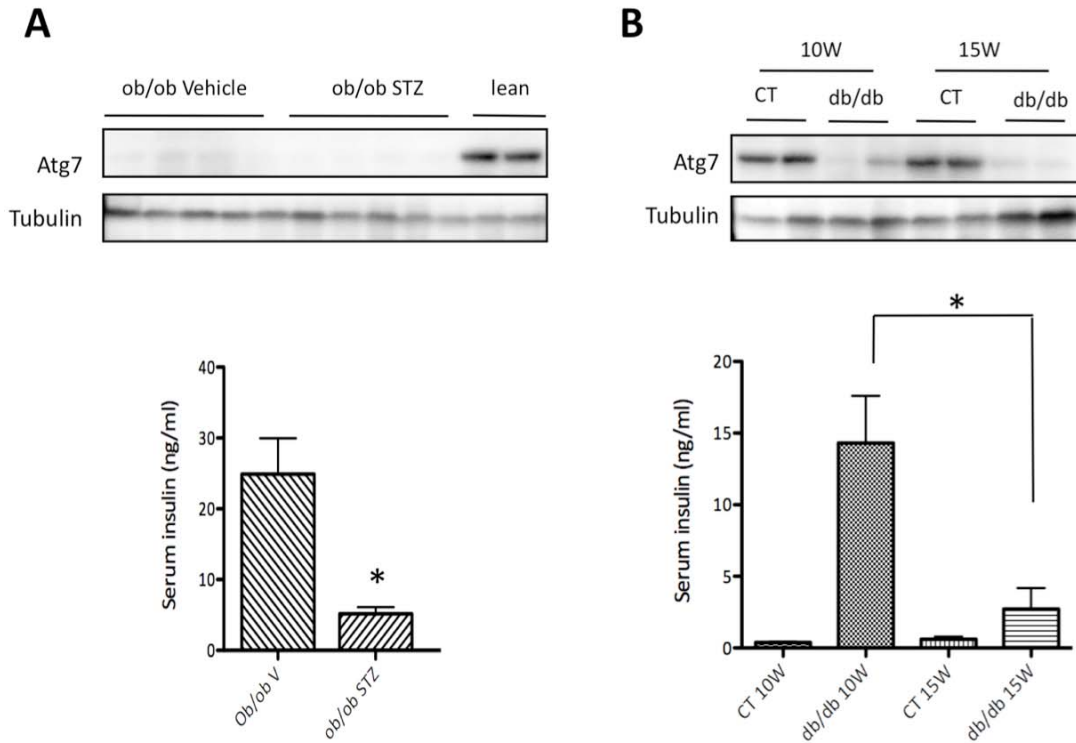 A
ob/ob Vehicle ob/ob STZ lean
Atg7
Tubulin
40
30
20
10
0
Serum insulin (ng/ml)
*
Ob/ob V
ob/ob STZ
B
10W 15W
CT db/db CT db/db
Atg7
Tubulin
*
20
15
10
5
0
Serum insulin (ng/ml)
CT 10W
db/db 10W
CT 15W
db/db 15W